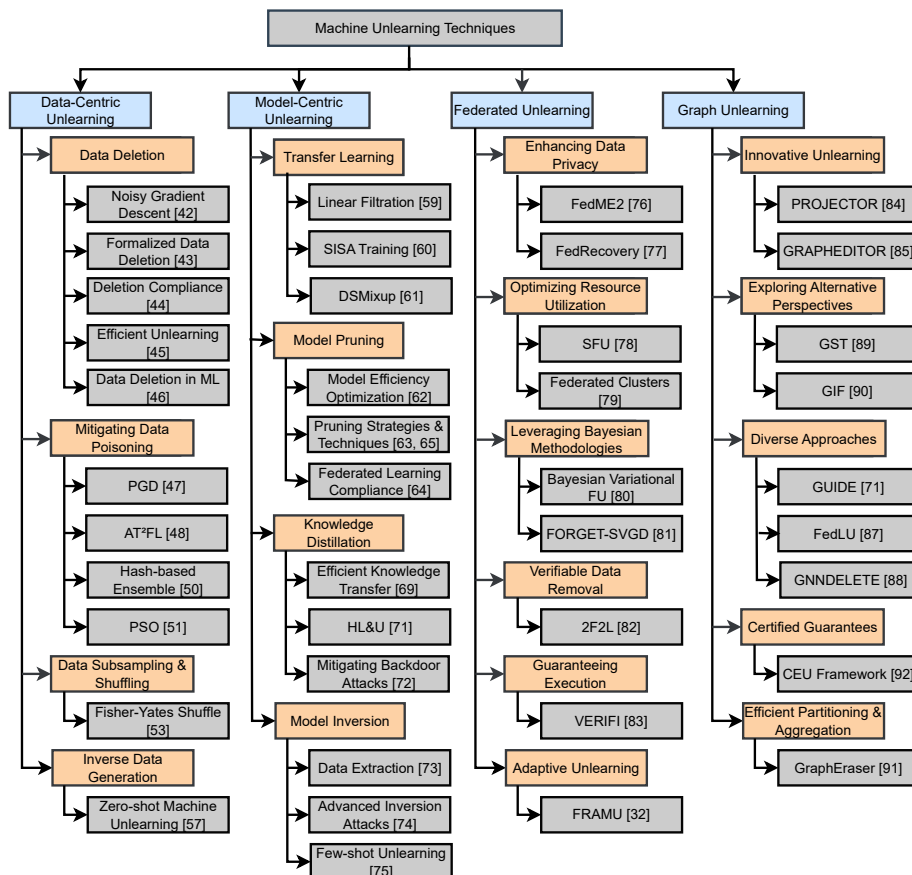 Machine Unlearning Techniques
Data-Centric
Unlearning
Data Deletion
Noisy Gradient
Descent [42]
Formalized Data
Deletion [43]
Deletion Compliance
[44]
Efficient Unlearning
[45]
Data Deletion in ML
[46]
Mitigating Data
Poisoning
PGD [47]
AT²FL [48]
Hash-based
Ensemble [50]
PSO [51]
Data Subsampling &
Shuffling
Fisher-Yates Shuffle
[53]
Inverse Data
Generation
Zero-shot Machine
Unlearning [57]
Model-Centric
Unlearning
Transfer Learning
Linear Filtration [59]
SISA Training [60]
DSMixup [61]
Model Pruning
Model Efficiency
Optimization [62]
Pruning Strategies &
Techniques [63, 65]
Federated Learning
Compliance [64]
Knowledge
Distillation
Efficient Knowledge
Transfer [69]
HL&U [71]
Mitigating Backdoor
Attacks [72]
Model Inversion
Data Extraction [73]
Advanced Inversion
Attacks [74]
Few-shot Unlearning
[75]
Federated Unlearning
Enhancing Data
Privacy
FedME2 [76]
FedRecovery [77]
Optimizing Resource
Utilization
SFU [78]
Federated Clusters
[79]
Leveraging Bayesian
Methodologies
Bayesian Variational
FU [80]
FORGET-SVGD [81]
Verifiable Data
Removal
2F2L [82]
Guaranteeing
Execution
VERIFI [83]
Adaptive Unlearning
FRAMU [32]
Graph Unlearning
Innovative Unlearning
PROJECTOR [84]
GRAPHEDITOR [85]
Exploring Alternative
Perspectives
GST [89]
GIF [90]
Diverse Approaches
GUIDE [71]
FedLU [87]
GNNDELETE [88]
Certified Guarantees
CEU Framework [92]
Efficient Partitioning &
Aggregation
GraphEraser [91]